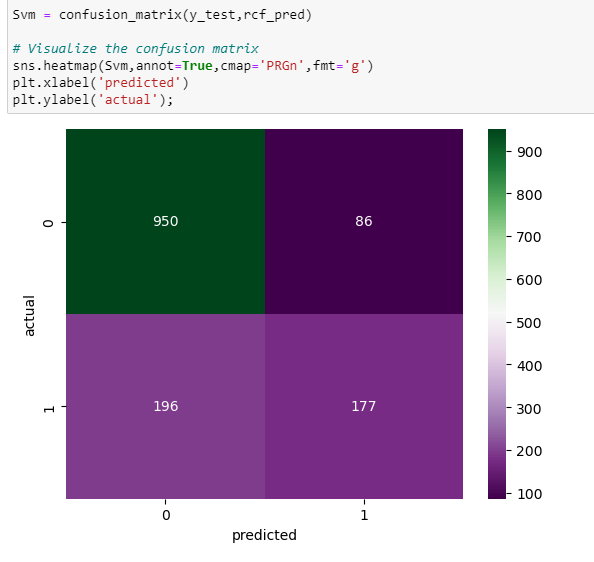 Svm = confusion_matrix(y_test,rcf_pred)
# Visualize the confusion matrix
sns.heatmap(Svm,annot=True,cmap='PRGn',fmt='g')
plt.xlabel('predicted')
plt.ylabel('actual');
950 86
196 177
0
1
actual
0 1
predicted
900
800
700
600
500
400
300
200
100